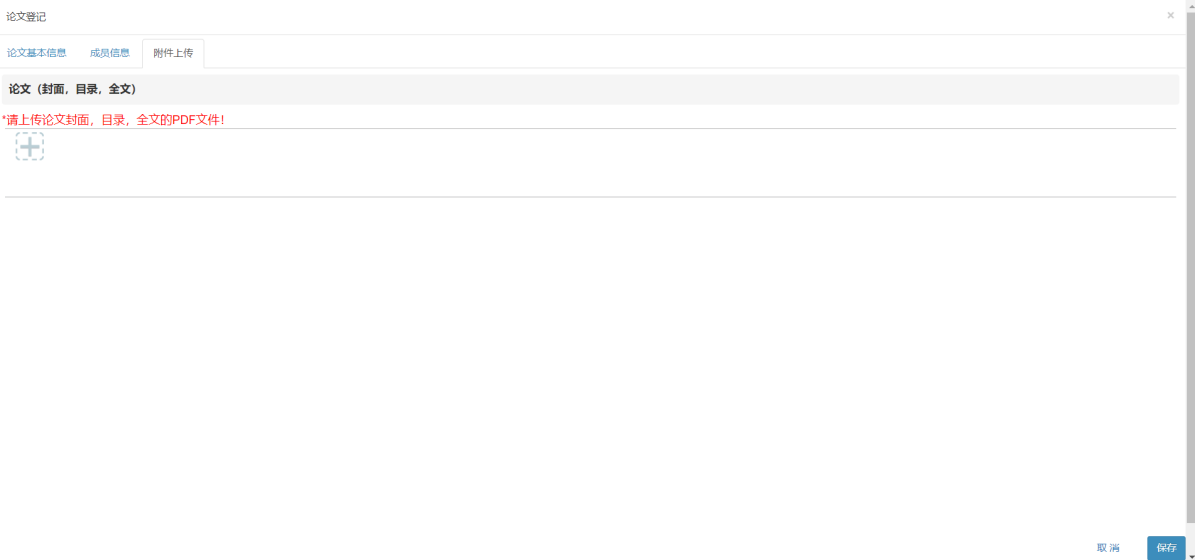 论文登记
×
论文基本信息 成员信息 附件上传
论文（封面，目录，全文）
*请上传论文封面，目录，全文的PDF文件！
取消 保存